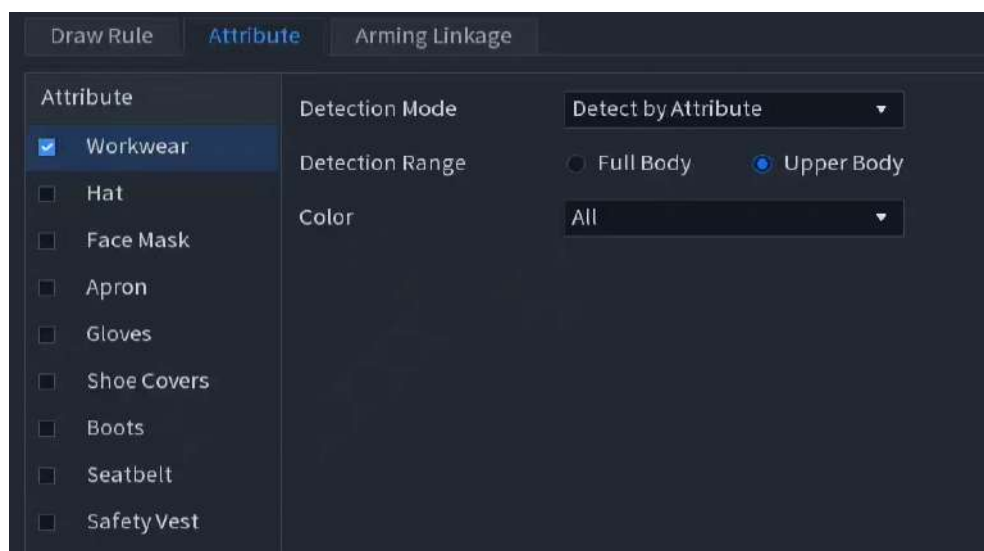 Draw Rule Attribute Arming Linkage
Attribute
Workwear
Hat
Face Mask
Apron
Gloves
Shoe Covers
Boots
Seatbelt
Safety Vest
Detection Mode Detect by Attribute
Detection Range Full Body Upper Body
Color All